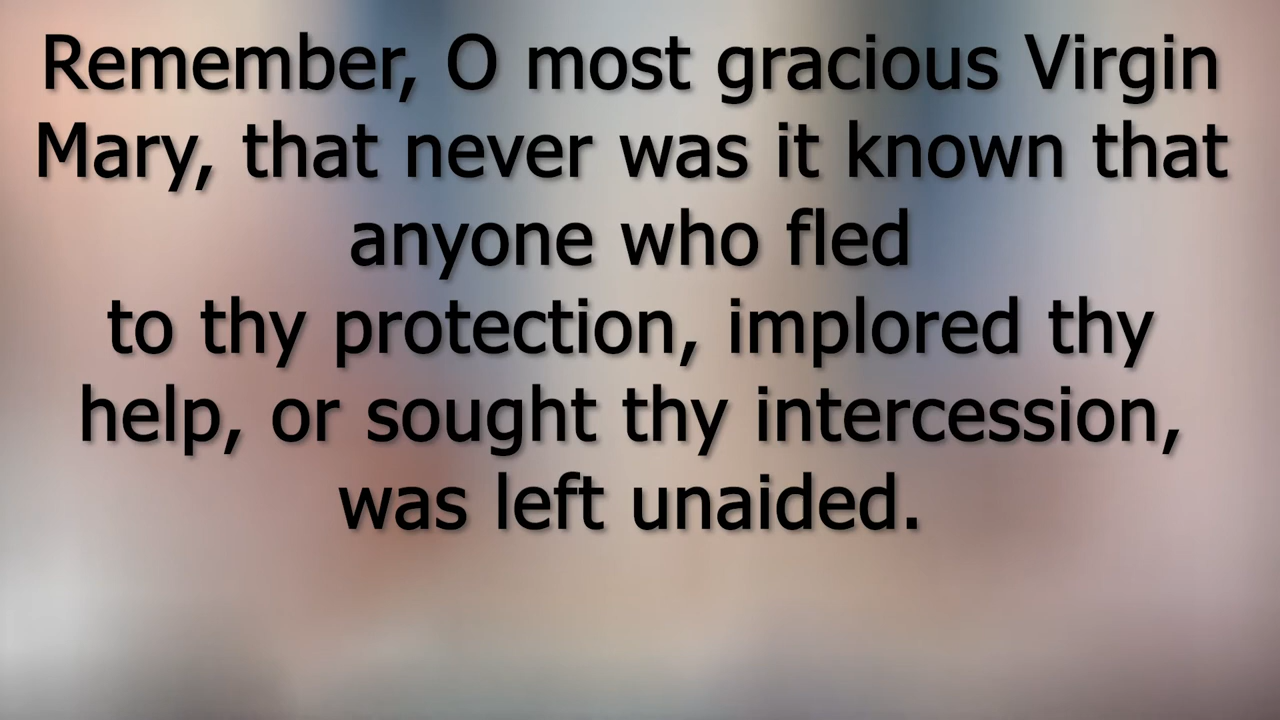 Remember, O most gracious Virgin
Mary, that never was it known that
anyone who fled
to thy protection, implored thy
help, or sought thy intercession,
was left unaided.